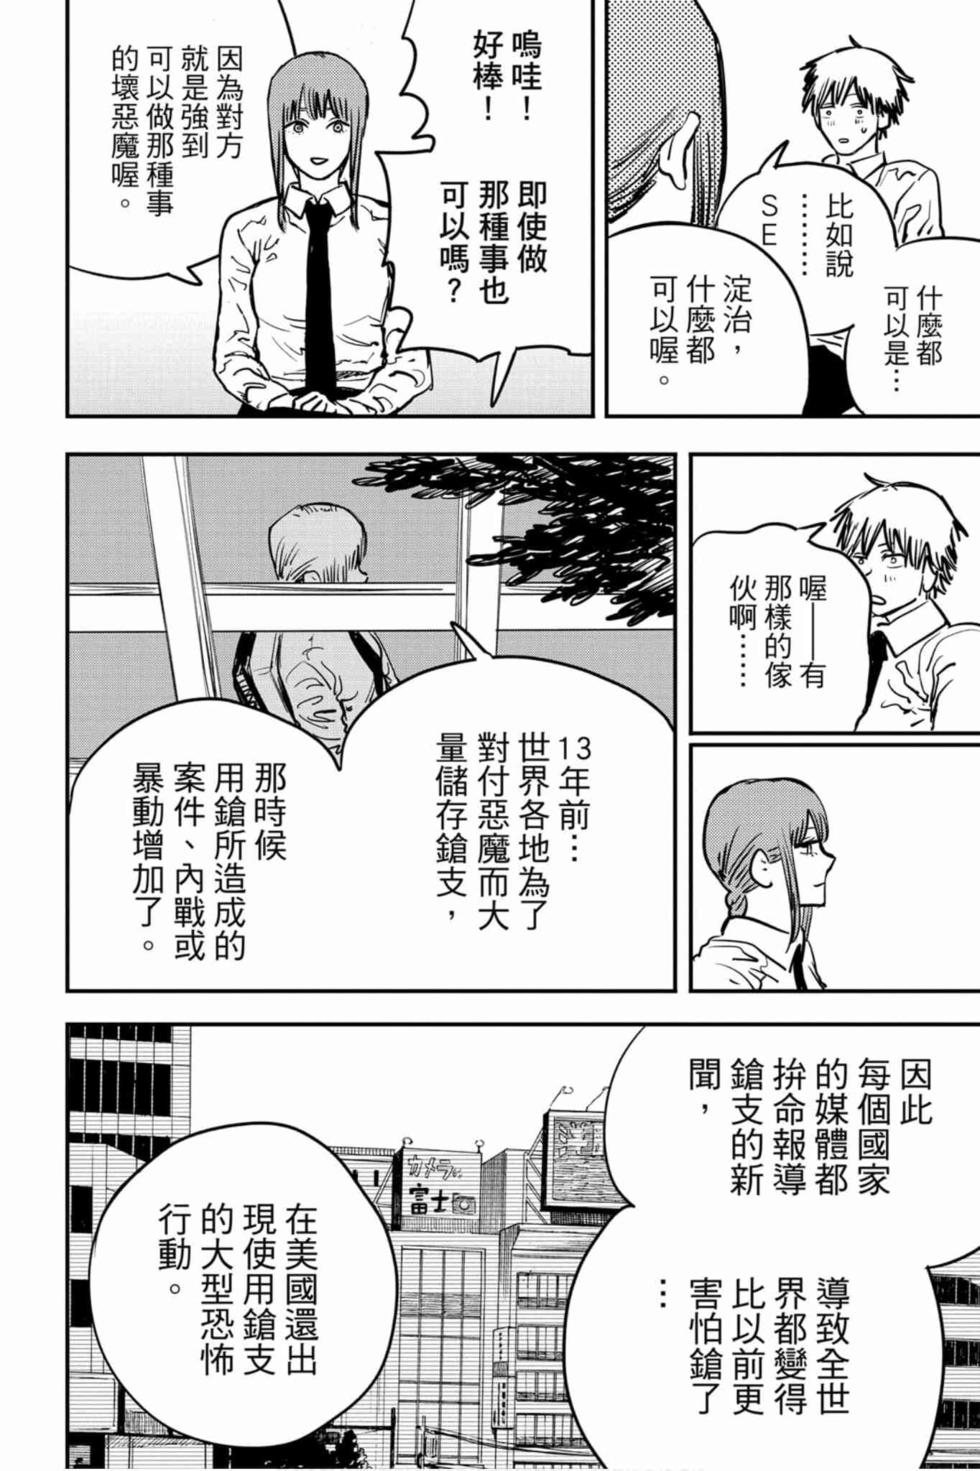 什麼都
可以是…
比如說
………
SE
淀治，
什麼都
可以喔。
嗚哇！
好棒！
即使做
那種事也
可以嗎？
因為對方
就是強到
可以做那種事
的壞惡魔喔。
喔——有
那樣的傢
伙啊……
13年前…
世界各地為了
對付惡魔而大
量儲存鎗支，
那時候
用鎗所造成的
案件、內戰或
暴動增加了。
因此
每個國家
的媒體都
拚命報導
鎗支的新
聞，
導致全世
界都變得
比以前更
害怕鎗了
…
カメラの
富士
在美國還出
現使用鎗支
的大型恐怖
行動。